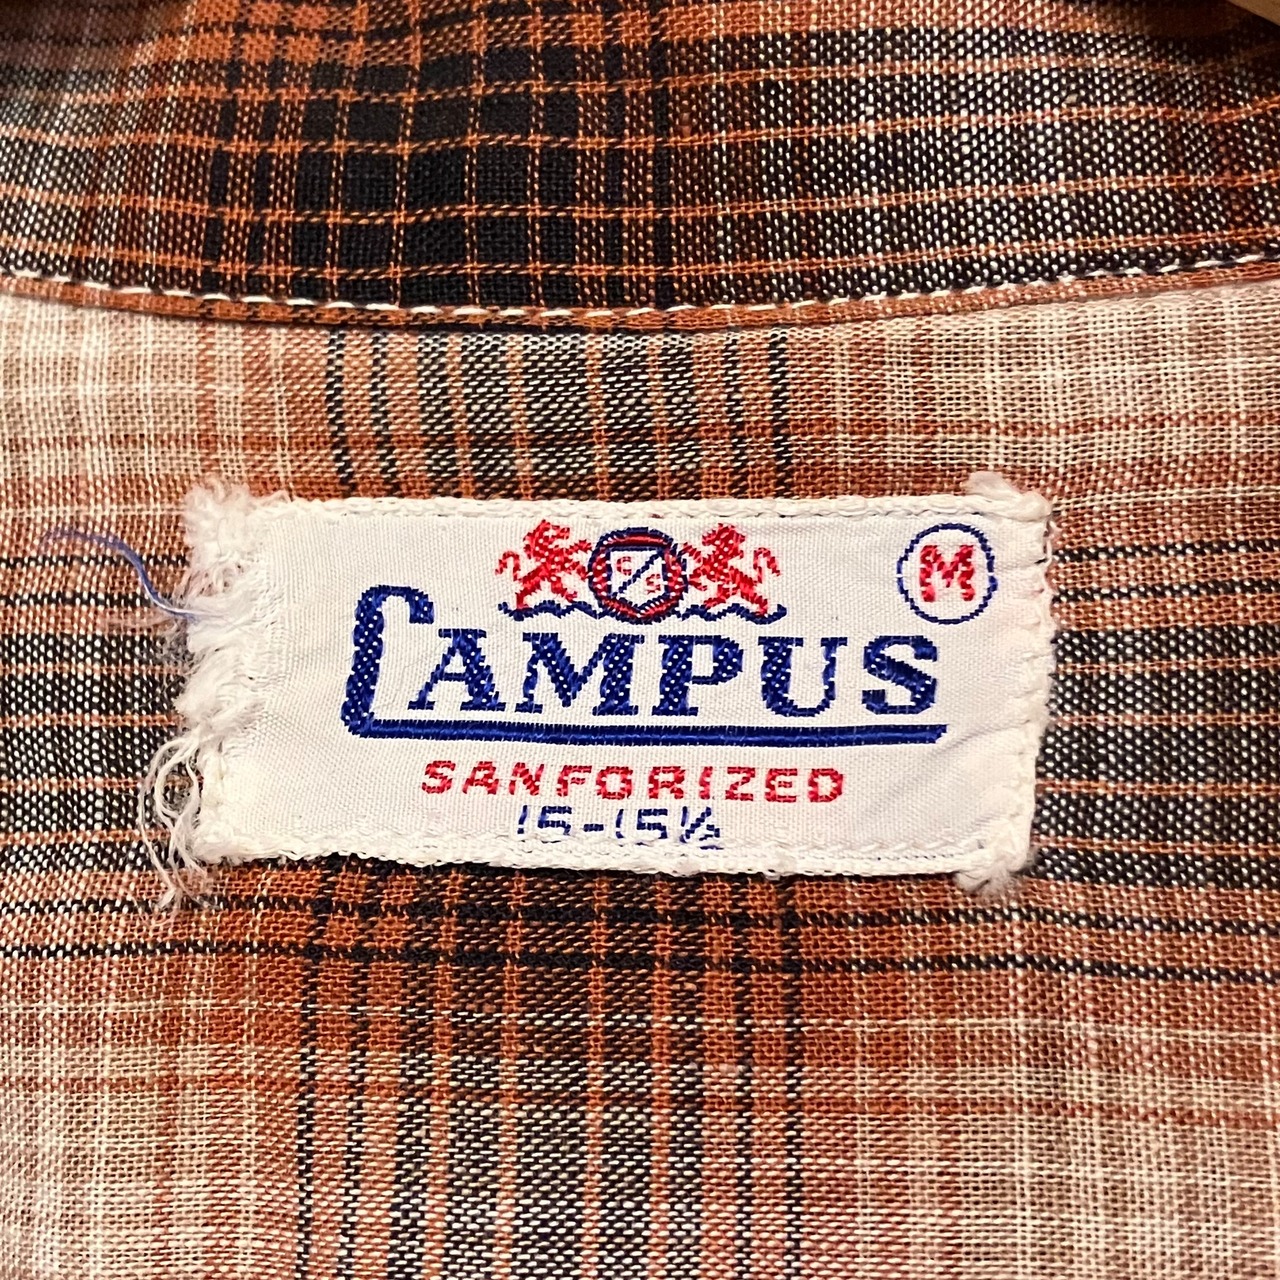 C S
M
CAMPUS
SANFORIZED
15-15½